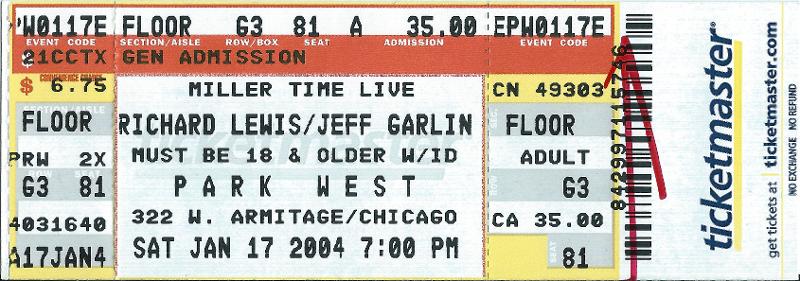 PW0117E FLOOR G3 81 A 35.00 EPW0117E
EVENT CODE SECTION/AISLE ROW/BOX SEAT ADMISSION EVENT CODE
21CCTX GEN ADMISSION
CONVENIENCE CHARGE
$ 6.75 MILLER TIME LIVE CN 49303
SECTION/AISLE
FLOOR RICHARD LEWIS/JEFF GARLIN FLOOR
PRW 2X MUST BE 18 & OLDER W/ID ADULT
G3 81 PARK WEST G3
4031640 322 W. ARMITAGE/CHICAGO CA 35.00
A17JAN4 SAT JAN 17 2004 7:00 PM 81
SEC.
SEAT
ticketmaster
get tickets at ticketmaster.com
NO EXCHANGE NO REFUND